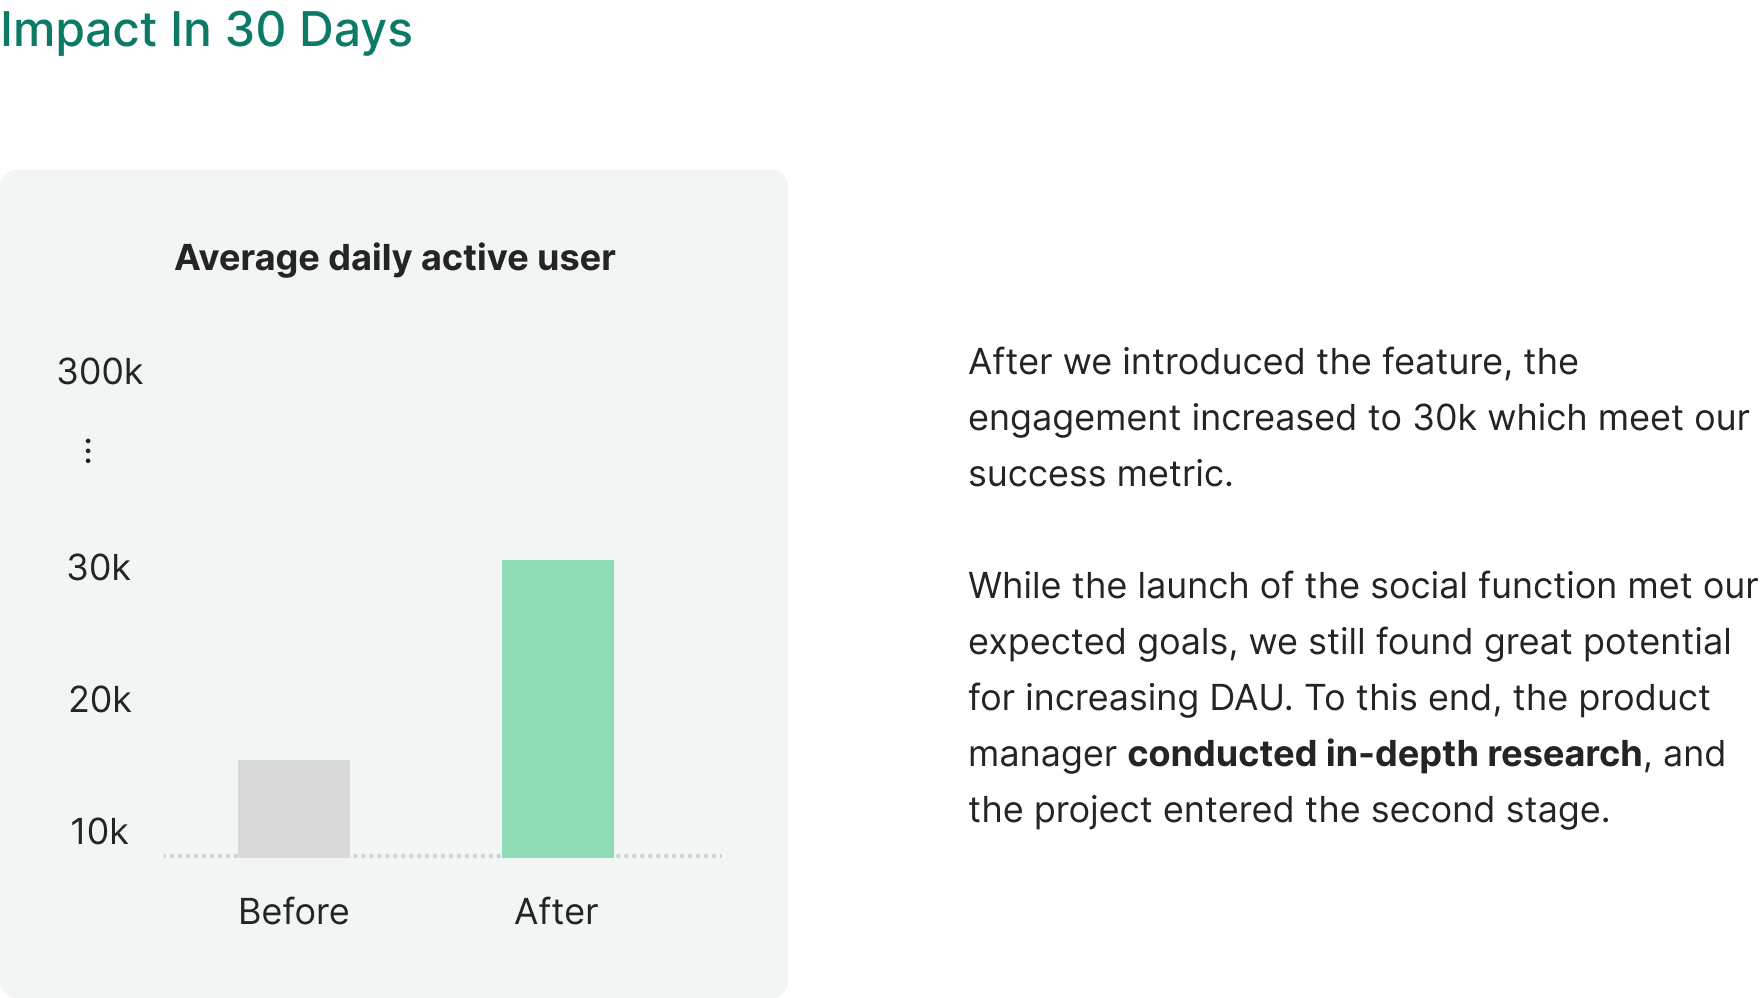 Impact In 30 Days
Average daily active user
300k
⋮
30k
20k
10k
Before
After
After we introduced the feature, the
engagement increased to 30k which meet our
success metric.
While the launch of the social function met our
expected goals, we still found great potential
for increasing DAU. To this end, the product
manager conducted in-depth research, and
the project entered the second stage.